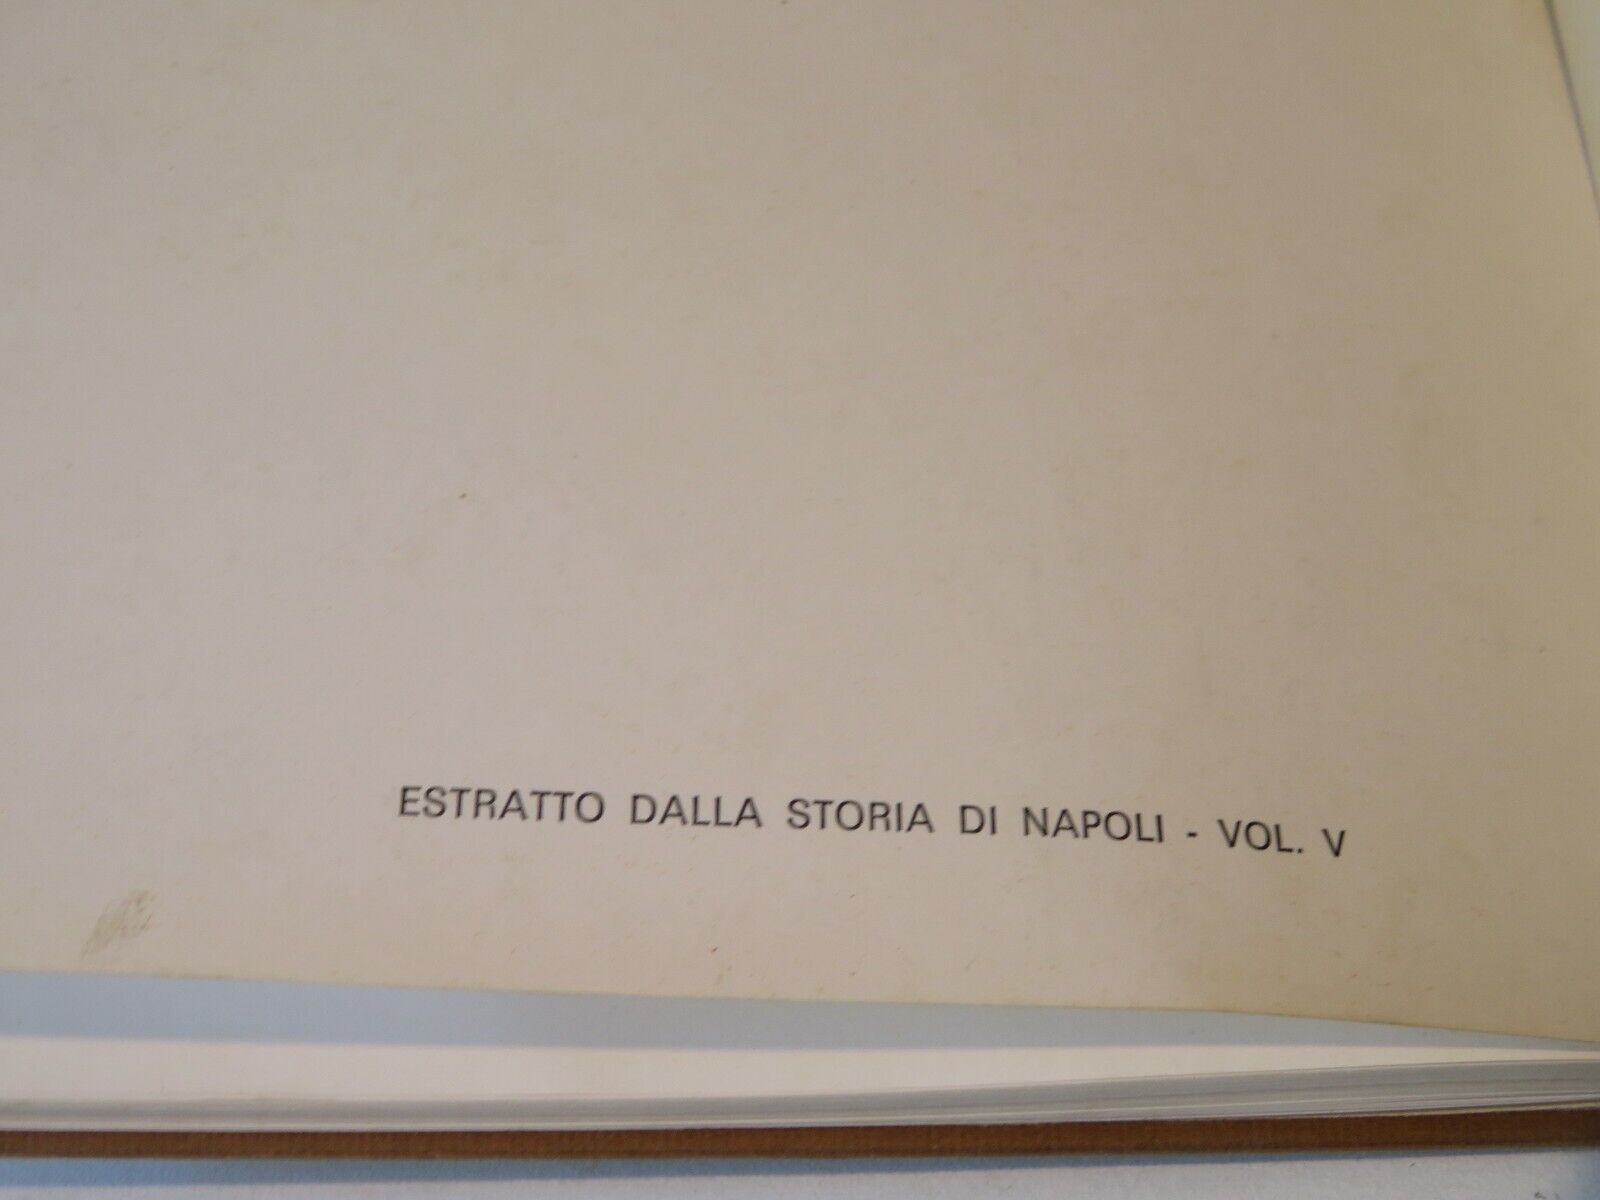 ESTRATTO DALLA STORIA DI NAPOLI - VOL. V